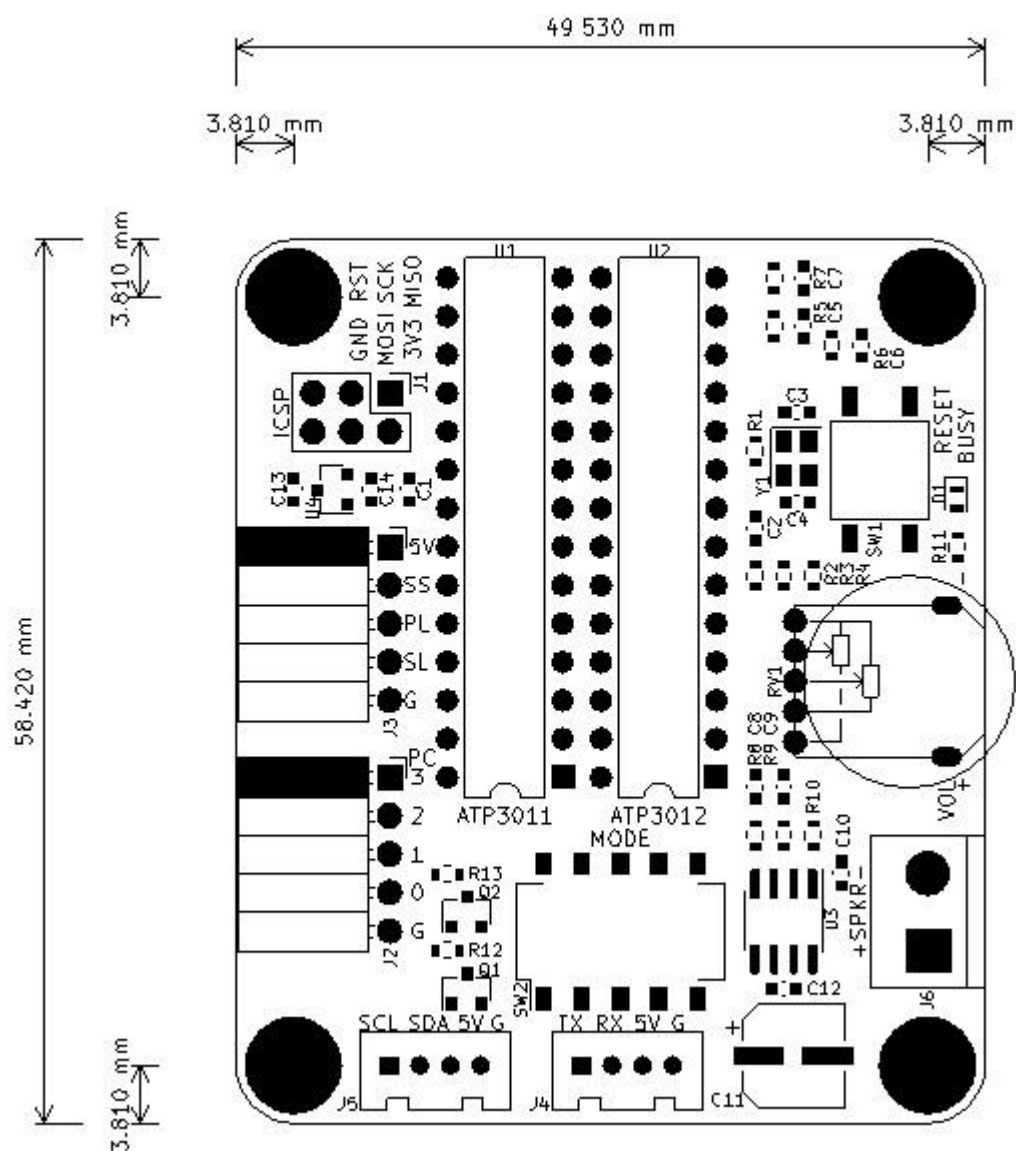 49.530 mm
3.810 mm
3.810 mm
3.810 mm
58.420 mm
3.810 mm
U1
U2
GND RST
MOSI SCK
3V3 MISO
J1
ICSP
R7
C7
R5
C5
R6
C6
C3
R1
Y1
C4
C2
RESET
BUSY
D1
SW1
R11
C13
U4
C14
C1
5V
SS
PL
SL
G
J3
R2
R3
R4
-
RV1
C8
C9
R8
R9
R10
VOL
+
PC
3
2
1
0
G
J2
ATP3011
ATP3012
MODE
R13
Q2
R12
Q1
SW2
C10
U3
+SPKR-
J6
C12
SCL SDA 5V G
J5
TX RX 5V G
J4
+
C11